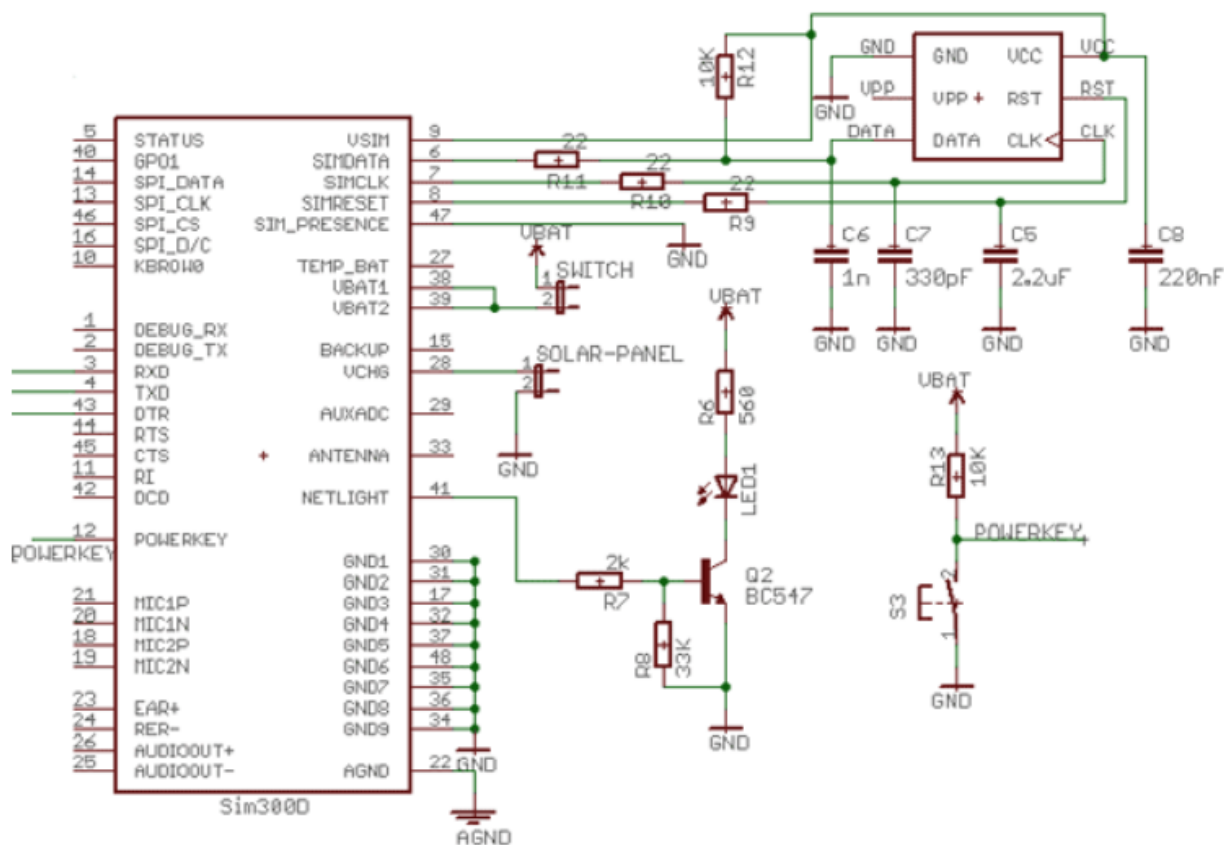 5 STATUS
40 GPO1
14 SPI_DATA
13 SPI_CLK
46 SPI_CS
16 SPI_D/C
10 KBROW0
1 DEBUG_RX
2 DEBUG_TX
3 RXD
4 TXD
43 DTR
44 RTS
45 CTS
11 RI
42 DCD
12 POWERKEY
POWERKEY
21 MIC1P
20 MIC1N
18 MIC2P
19 MIC2N
23 EAR+
24 RER-
26 AUDIOOUT+
25 AUDIOOUT-
VSIM 9
SIMDATA 6
SIMCLK 7
SIMRESET 8
SIM_PRESENCE 47
TEMP_BAT 27
VBAT1 38
VBAT2 39
BACKUP 15
VCHG 28
AUXADC 29
ANTENNA 33
NETLIGHT 41
GND1 30
GND2 31
GND3 17
GND4 32
GND5 37
GND6 48
GND7 35
GND8 36
GND9 34
AGND 22
Sim300D
GND
AGND
22
R11
22
R10
22
R9
10K
R12
GND
VBAT
SWITCH
1
2
SOLAR-PANEL
1
2
GND
GND
GND
VPP
DATA
GND VCC
VPP RST
DATA CLK
VCC
RST
CLK
C6
1n
GND
C7
330pF
GND
C5
2.2uF
GND
C8
220nF
GND
VBAT
R6
560
LED1
2k
R7
R8
33K
Q2
BC547
GND
VBAT
R13
10K
POWERKEY
S3
2
1
GND